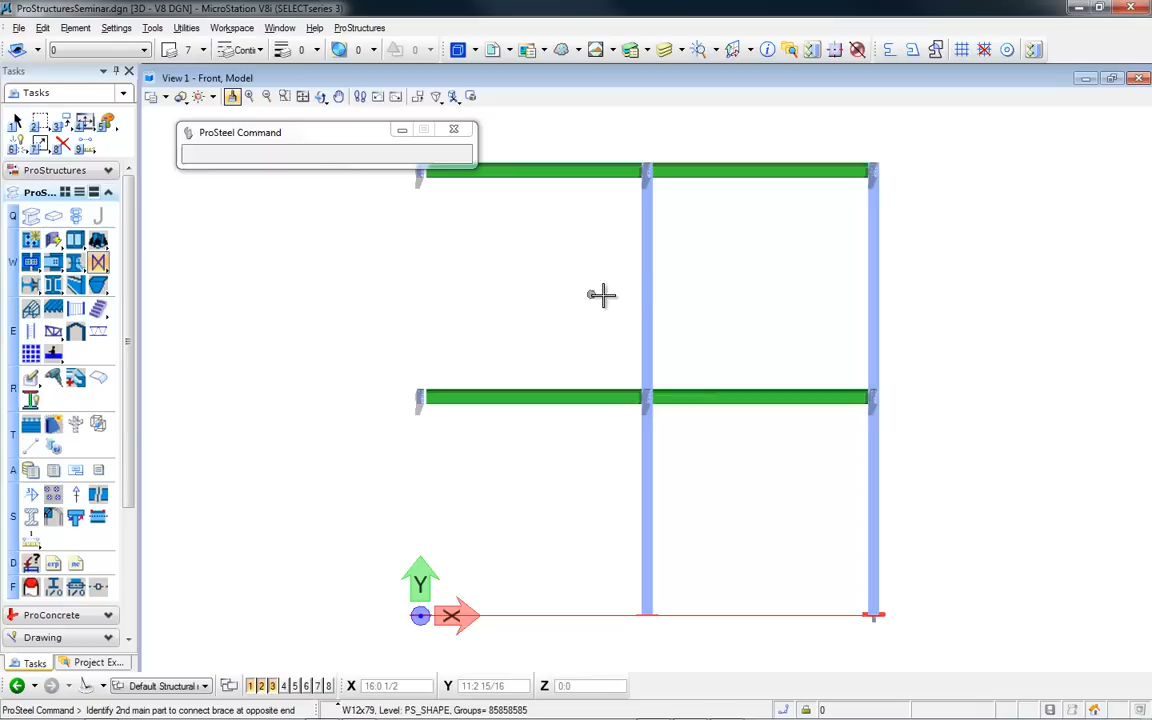 ProStructuresSeminar.dgn [3D - V8 DGN] - MicroStation V8i (SELECTseries 3)
File Edit Element Settings Tools Utilities Workspace Window Help ProStructures
0 7 Conti 0 0 0
Tasks
View 1 - Front, Model
Tasks
ProSteel Command
ProStructures
ProS...
Q
W
E
R
T
A
S
D
F
Y
X
ProConcrete
Drawing
Tasks Project Ex...
Default Structural 1 2 3 4 5 6 7 8 X 16:0 1/2 Y 11:2 15/16 Z 0:0
ProSteel Command > Identify 2nd main part to connect brace at opposite end W12x79, Level: PS_SHAPE, Groups= 85858585 0